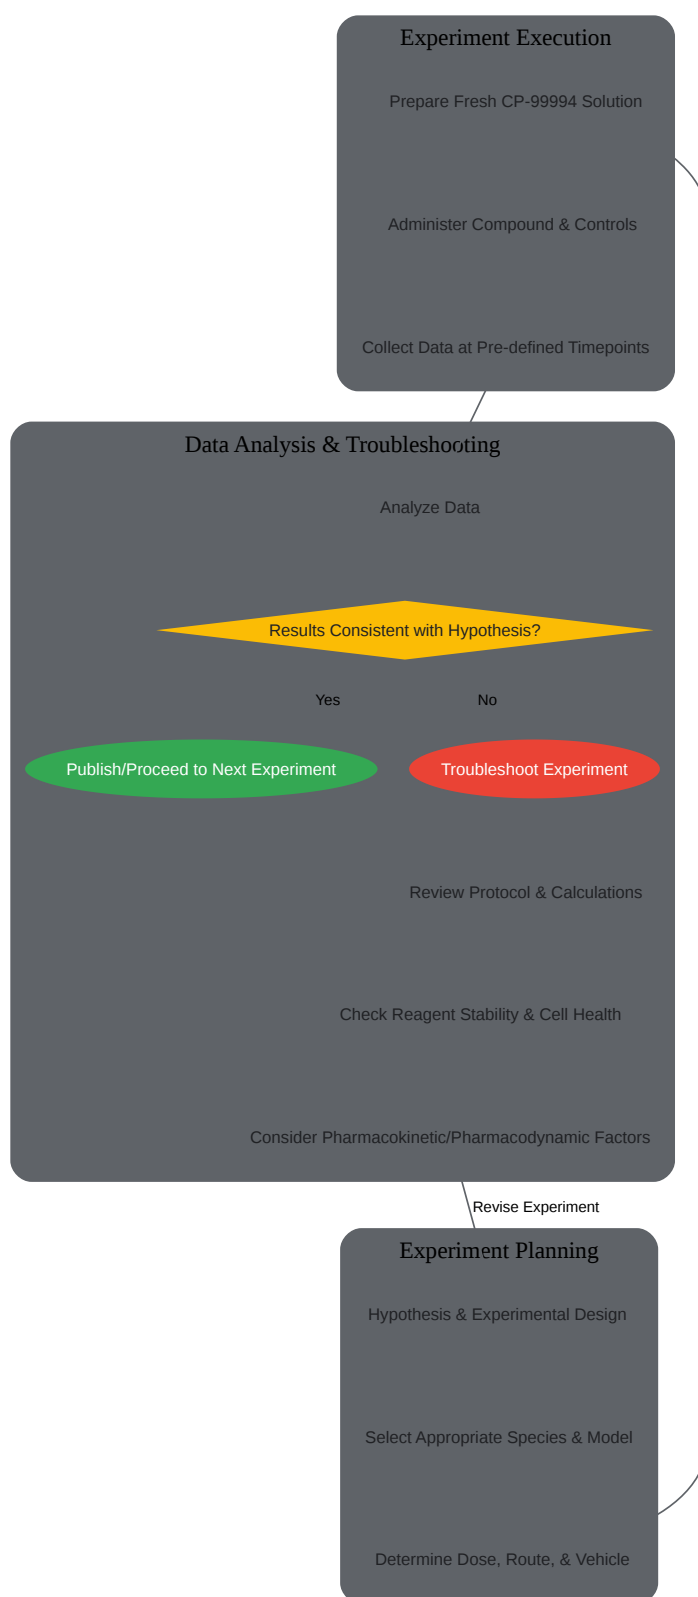 Experiment Execution
Prepare Fresh CP-99994 Solution
Administer Compound & Controls
Collect Data at Pre-defined Timepoints
Data Analysis & Troubleshooting
Analyze Data
Results Consistent with Hypothesis?
Yes
No
Publish/Proceed to Next Experiment
Troubleshoot Experiment
Review Protocol & Calculations
Check Reagent Stability & Cell Health
Consider Pharmacokinetic/Pharmacodynamic Factors
Revise Experiment
Experiment Planning
Hypothesis & Experimental Design
Select Appropriate Species & Model
Determine Dose, Route, & Vehicle